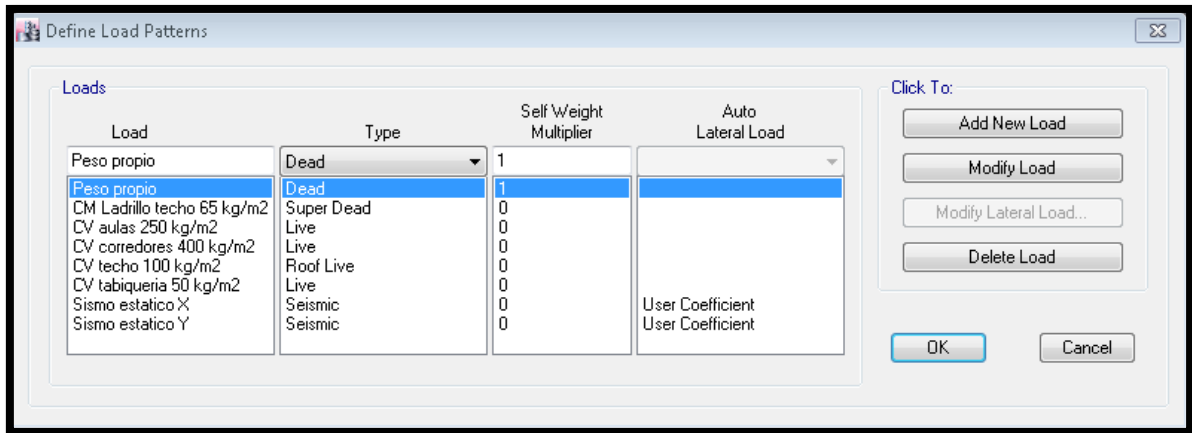 Define Load Patterns
Loads
Click To:
Load Type Self Weight Multiplier Auto Lateral Load
Peso propio Dead 1
Peso propio Dead 1
CM Ladrillo techo 65 kg/m2 Super Dead 0
CV aulas 250 kg/m2 Live 0
CV corredores 400 kg/m2 Live 0
CV techo 100 kg/m2 Roof Live 0
CV tabiqueria 50 kg/m2 Live 0
Sismo estatico X Seismic 0 User Coefficient
Sismo estatico Y Seismic 0 User Coefficient
Add New Load
Modify Load
Modify Lateral Load...
Delete Load
OK Cancel